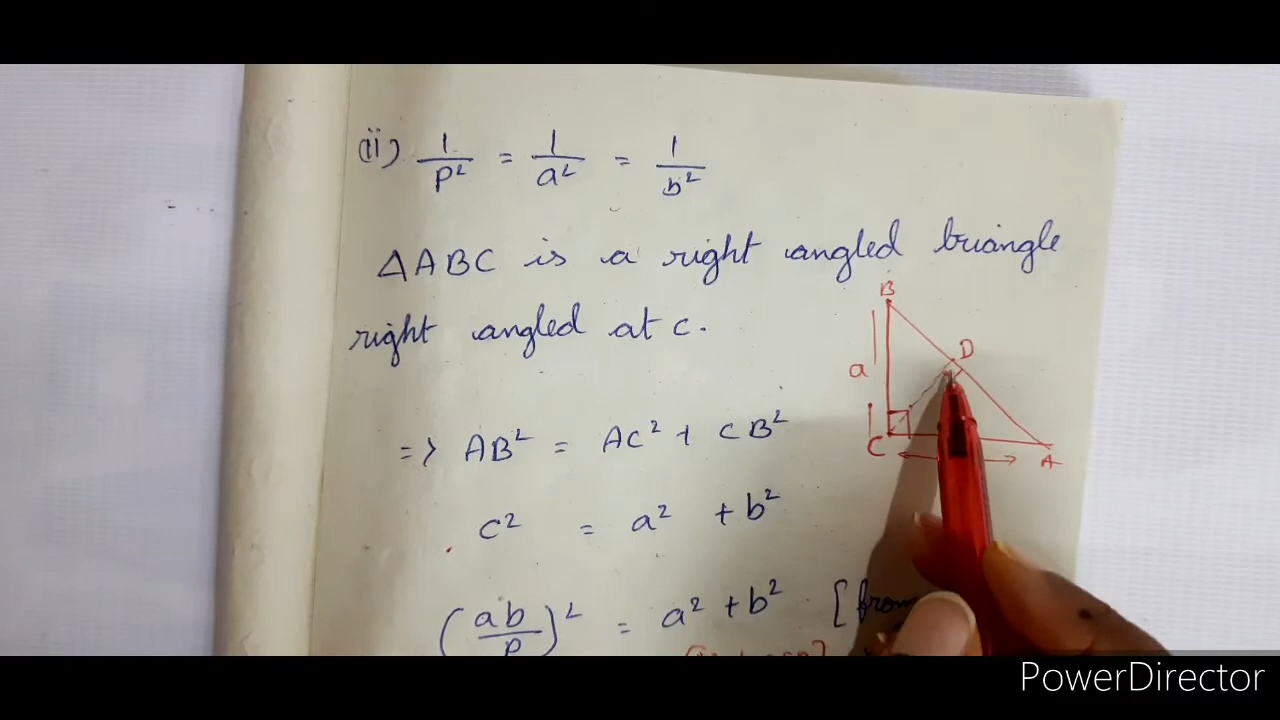 (ii) 1/p² = 1/a² = 1/b²
△ABC is a right angled triangle
right angled at c.
B
D
a
C
A
=> AB² = AC² + CB²
c² = a² + b²
(ab/p)² = a² + b² [from
PowerDirector